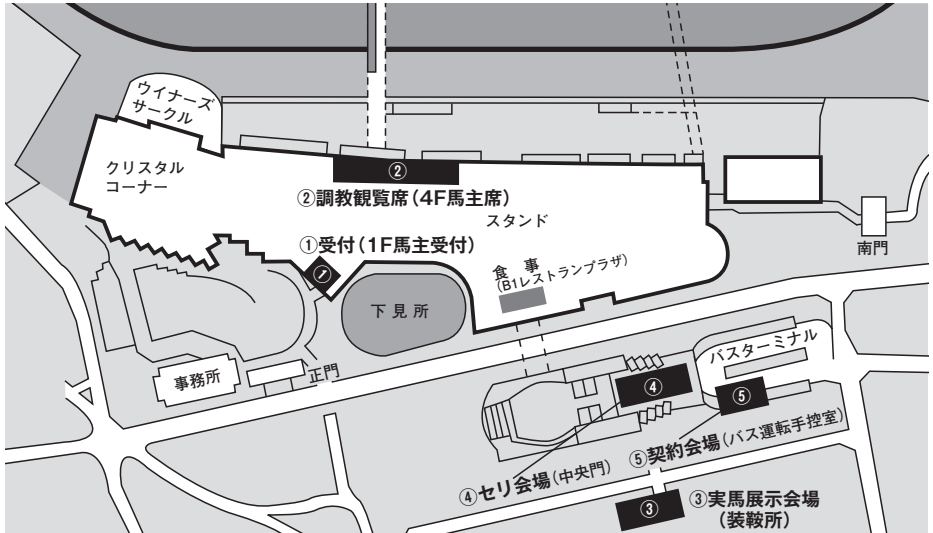 ウイナーズ
サークル
クリスタル
コーナー
②
②調教観覧席（4F馬主席）
スタンド
①受付（1F馬主受付）
①
食 事
（B1レストランプラザ）
南門
下見所
事務所
正門
バスターミナル
④
⑤
⑤契約会場（バス運転手控室）
④セリ会場（中央門）
③
③実馬展示会場
（装鞍所）